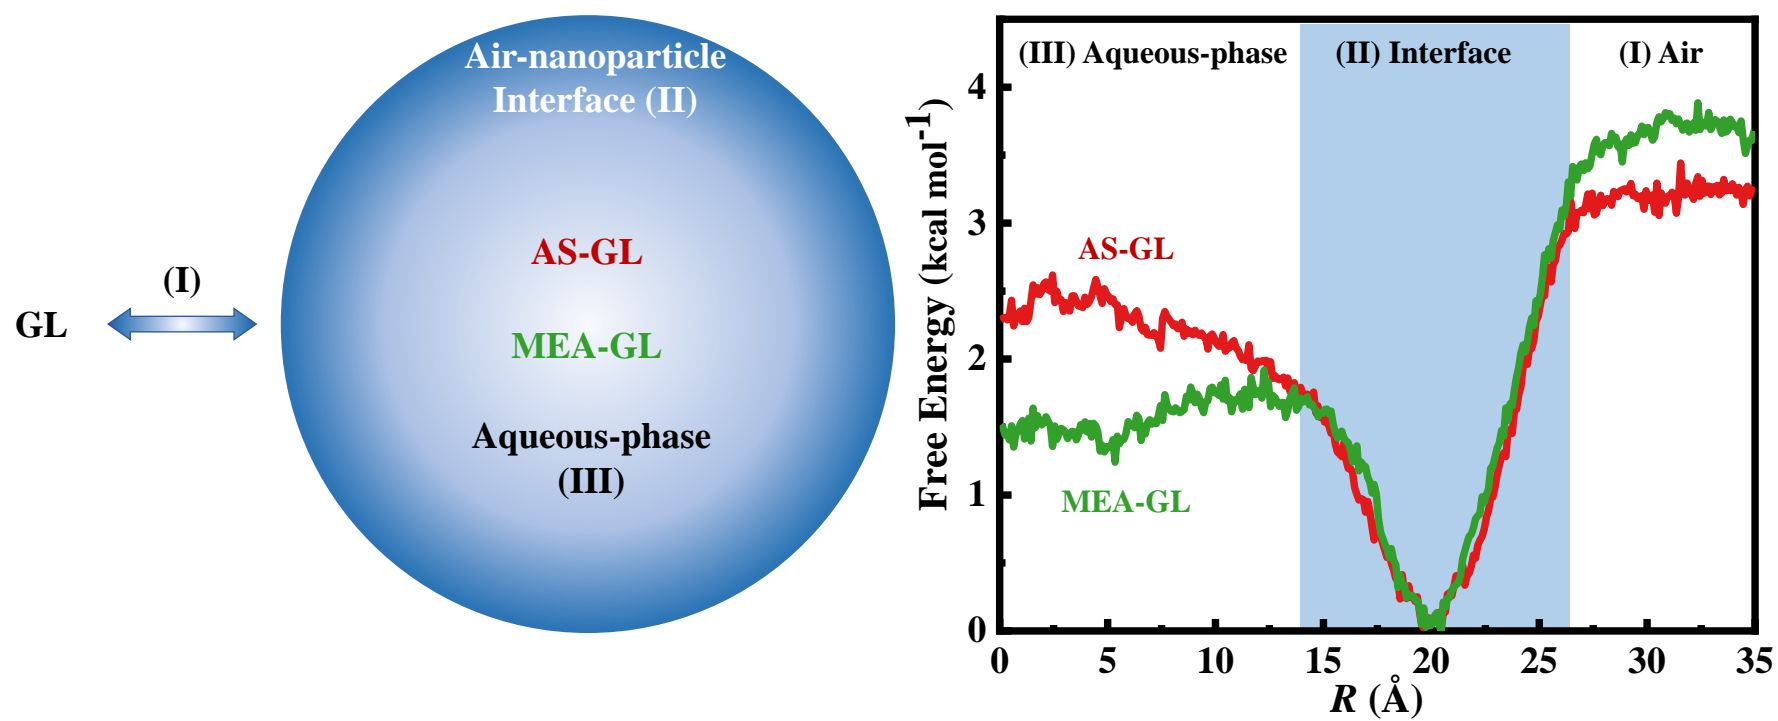 Air-nanoparticle
Interface (II)
AS-GL
(I)
GL
MEA-GL
Aqueous-phase
(III)
(III) Aqueous-phase
(II) Interface
(I) Air
Free Energy (kcal mol⁻¹)
4
3
2
1
0
AS-GL
MEA-GL
0 5 10 15 20 25 30 35
R (Å)